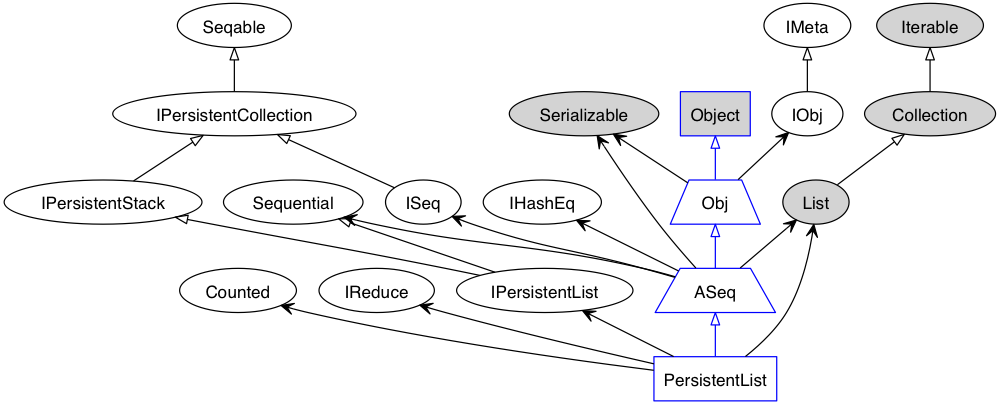 Seqable
IMeta
Iterable
IPersistentCollection
Serializable
Object
IObj
Collection
IPersistentStack
Sequential
ISeq
IHashEq
Obj
List
Counted
IReduce
IPersistentList
ASeq
PersistentList